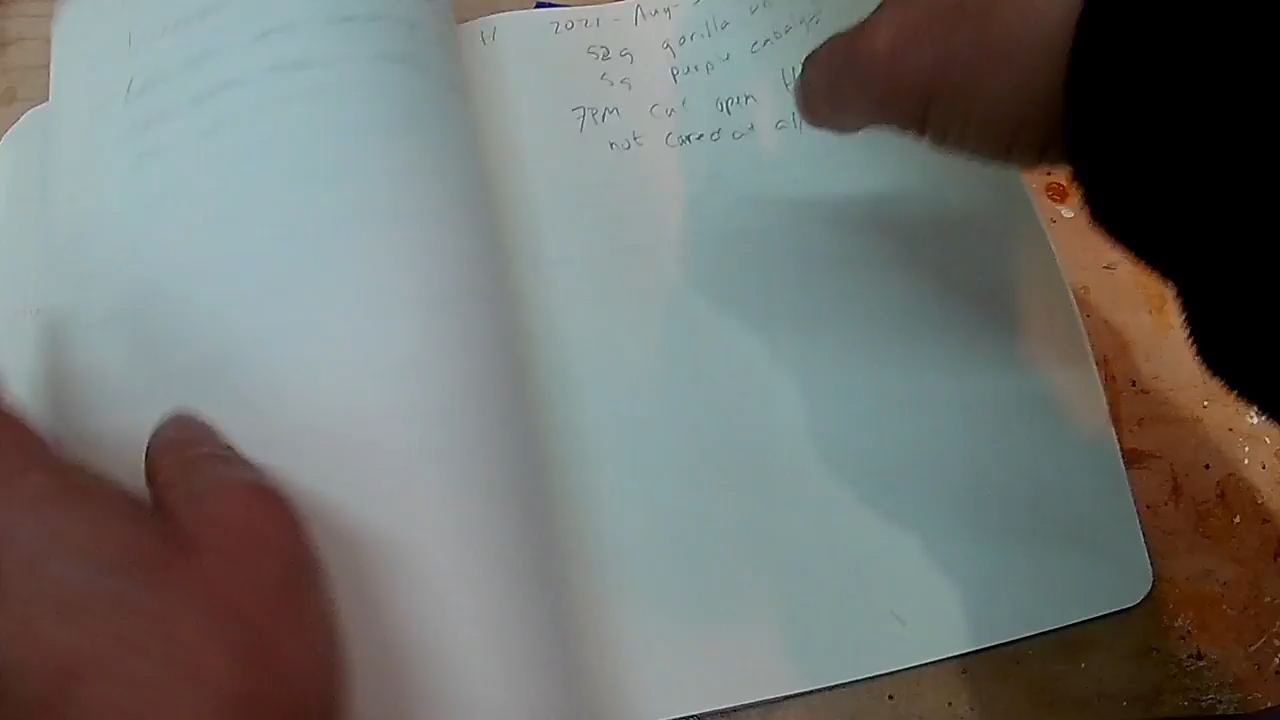 2021 - Aug
52g gorilla
5g purple cabbage
7PM Cut open
not cured at all